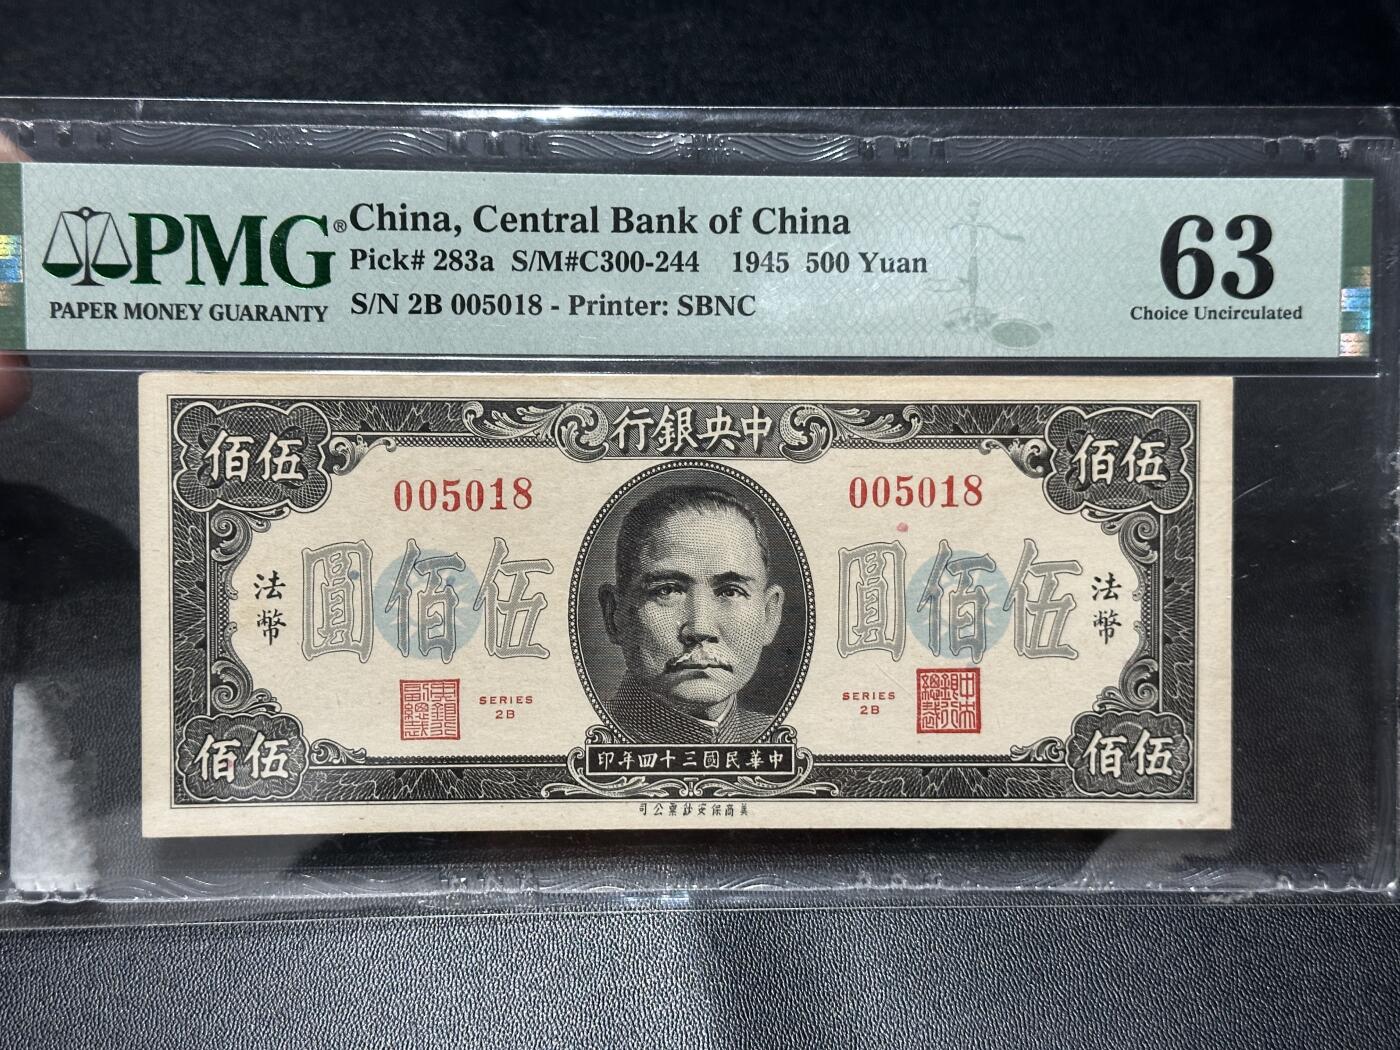 PMG®
PAPER MONEY GUARANTY
China, Central Bank of China
Pick# 283a S/M#C300-244 1945 500 Yuan
S/N 2B 005018 - Printer: SBNC
63
Choice Uncirculated
行銀央中
佰伍
佰伍
005018
005018
圓佰伍
圓佰伍
法幣
法幣
SERIES
2B
SERIES
2B
佰伍
佰伍
印年四十三國民華中
司公票鈔安保商美